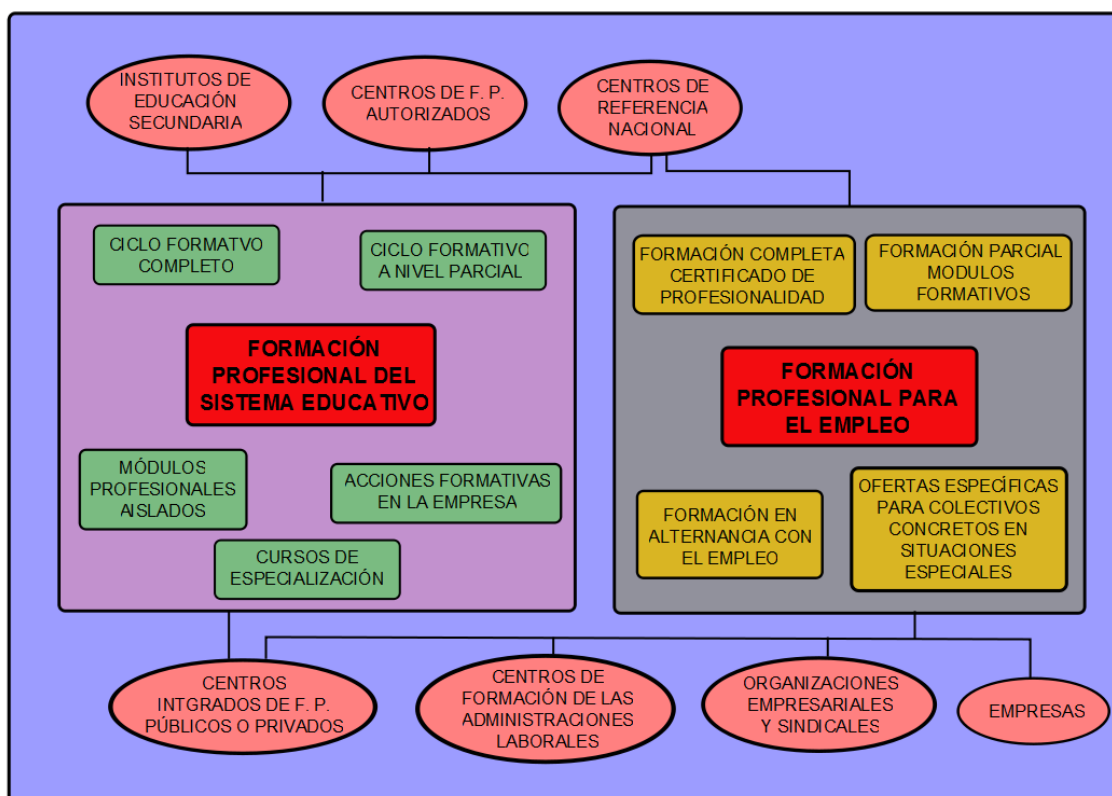 INSTITUTOS DE
EDUCACIÓN
SECUNDARIA
CENTROS DE F. P.
AUTORIZADOS
CENTROS DE
REFERENCIA
NACIONAL
CICLO FORMATVO
COMPLETO
CICLO FORMATIVO
A NIVEL PARCIAL
FORMACIÓN
PROFESIONAL DEL
SISTEMA EDUCATIVO
MÓDULOS
PROFESIONALES
AISLADOS
ACCIONES FORMATIVAS
EN LA EMPRESA
CURSOS DE
ESPECIALIZACIÓN
FORMACIÓN COMPLETA
CERTIFICADO DE
PROFESIONALIDAD
FORMACIÓN PARCIAL
MODULOS
FORMATIVOS
FORMACIÓN
PROFESIONAL PARA
EL EMPLEO
FORMACIÓN EN
ALTERNANCIA CON
EL EMPLEO
OFERTAS ESPECÍFICAS
PARA COLECTIVOS
CONCRETOS EN
SITUACIONES
ESPECIALES
CENTROS
INTGRADOS DE F. P.
PÚBLICOS O PRIVADOS
CENTROS DE
FORMACIÓN DE LAS
ADMINISTRACIONES
LABORALES
ORGANIZACIONES
EMPRESARIALES
Y SINDICALES
EMPRESAS